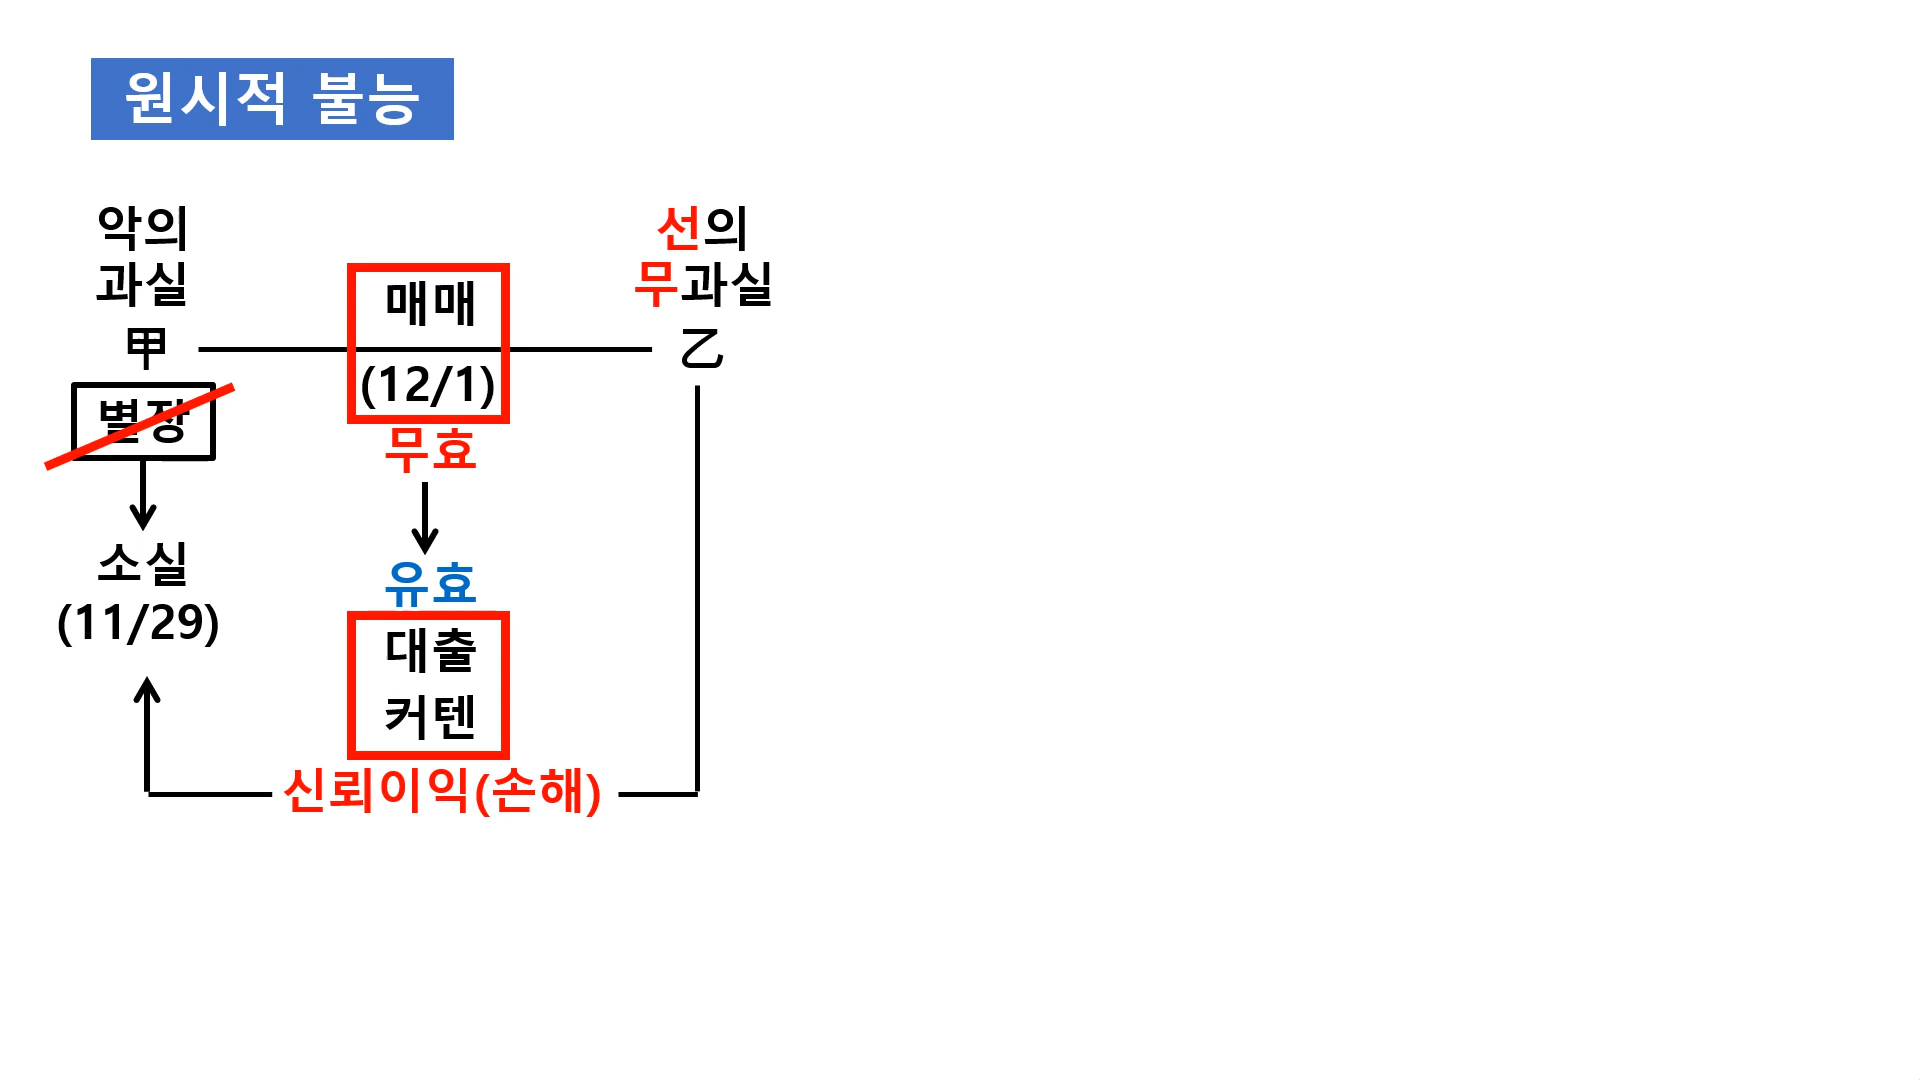 원시적 불능
악의
과실
甲
선의
무과실
乙
매매
(12/1)
무효
별장
소실
(11/29)
유효
대출
커텐
신뢰이익(손해)